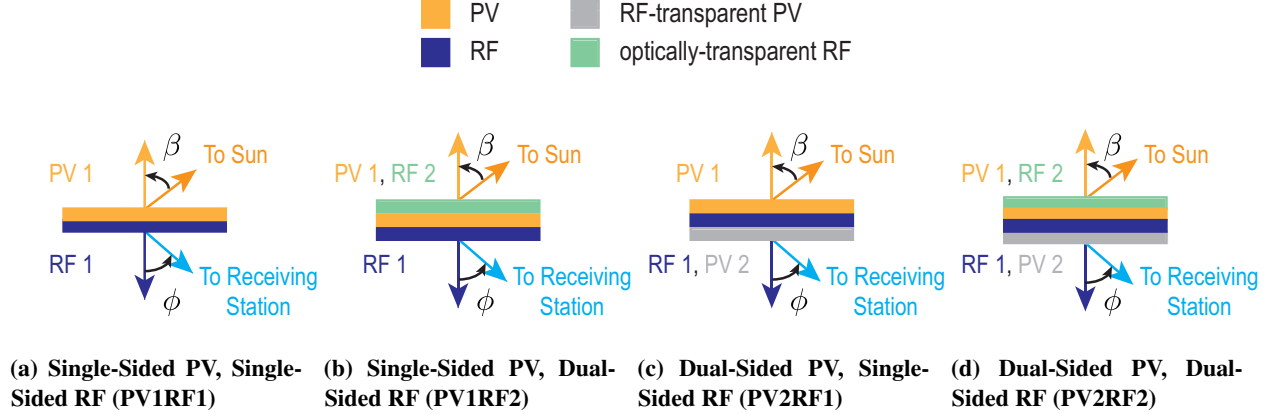 PV
RF-transparent PV
RF
optically-transparent RF
β
To Sun
PV 1
RF 1
To Receiving
Station
ϕ
β
To Sun
PV 1, RF 2
RF 1
To Receiving
Station
ϕ
β
To Sun
PV 1
RF 1, PV 2
To Receiving
Station
ϕ
β
To Sun
PV 1, RF 2
RF 1, PV 2
To Receiving
Station
ϕ
(a) Single-Sided PV, Single-
Sided RF (PV1RF1)
(b) Single-Sided PV, Dual-
Sided RF (PV1RF2)
(c) Dual-Sided PV, Single-
Sided RF (PV2RF1)
(d) Dual-Sided PV, Dual-
Sided RF (PV2RF2)